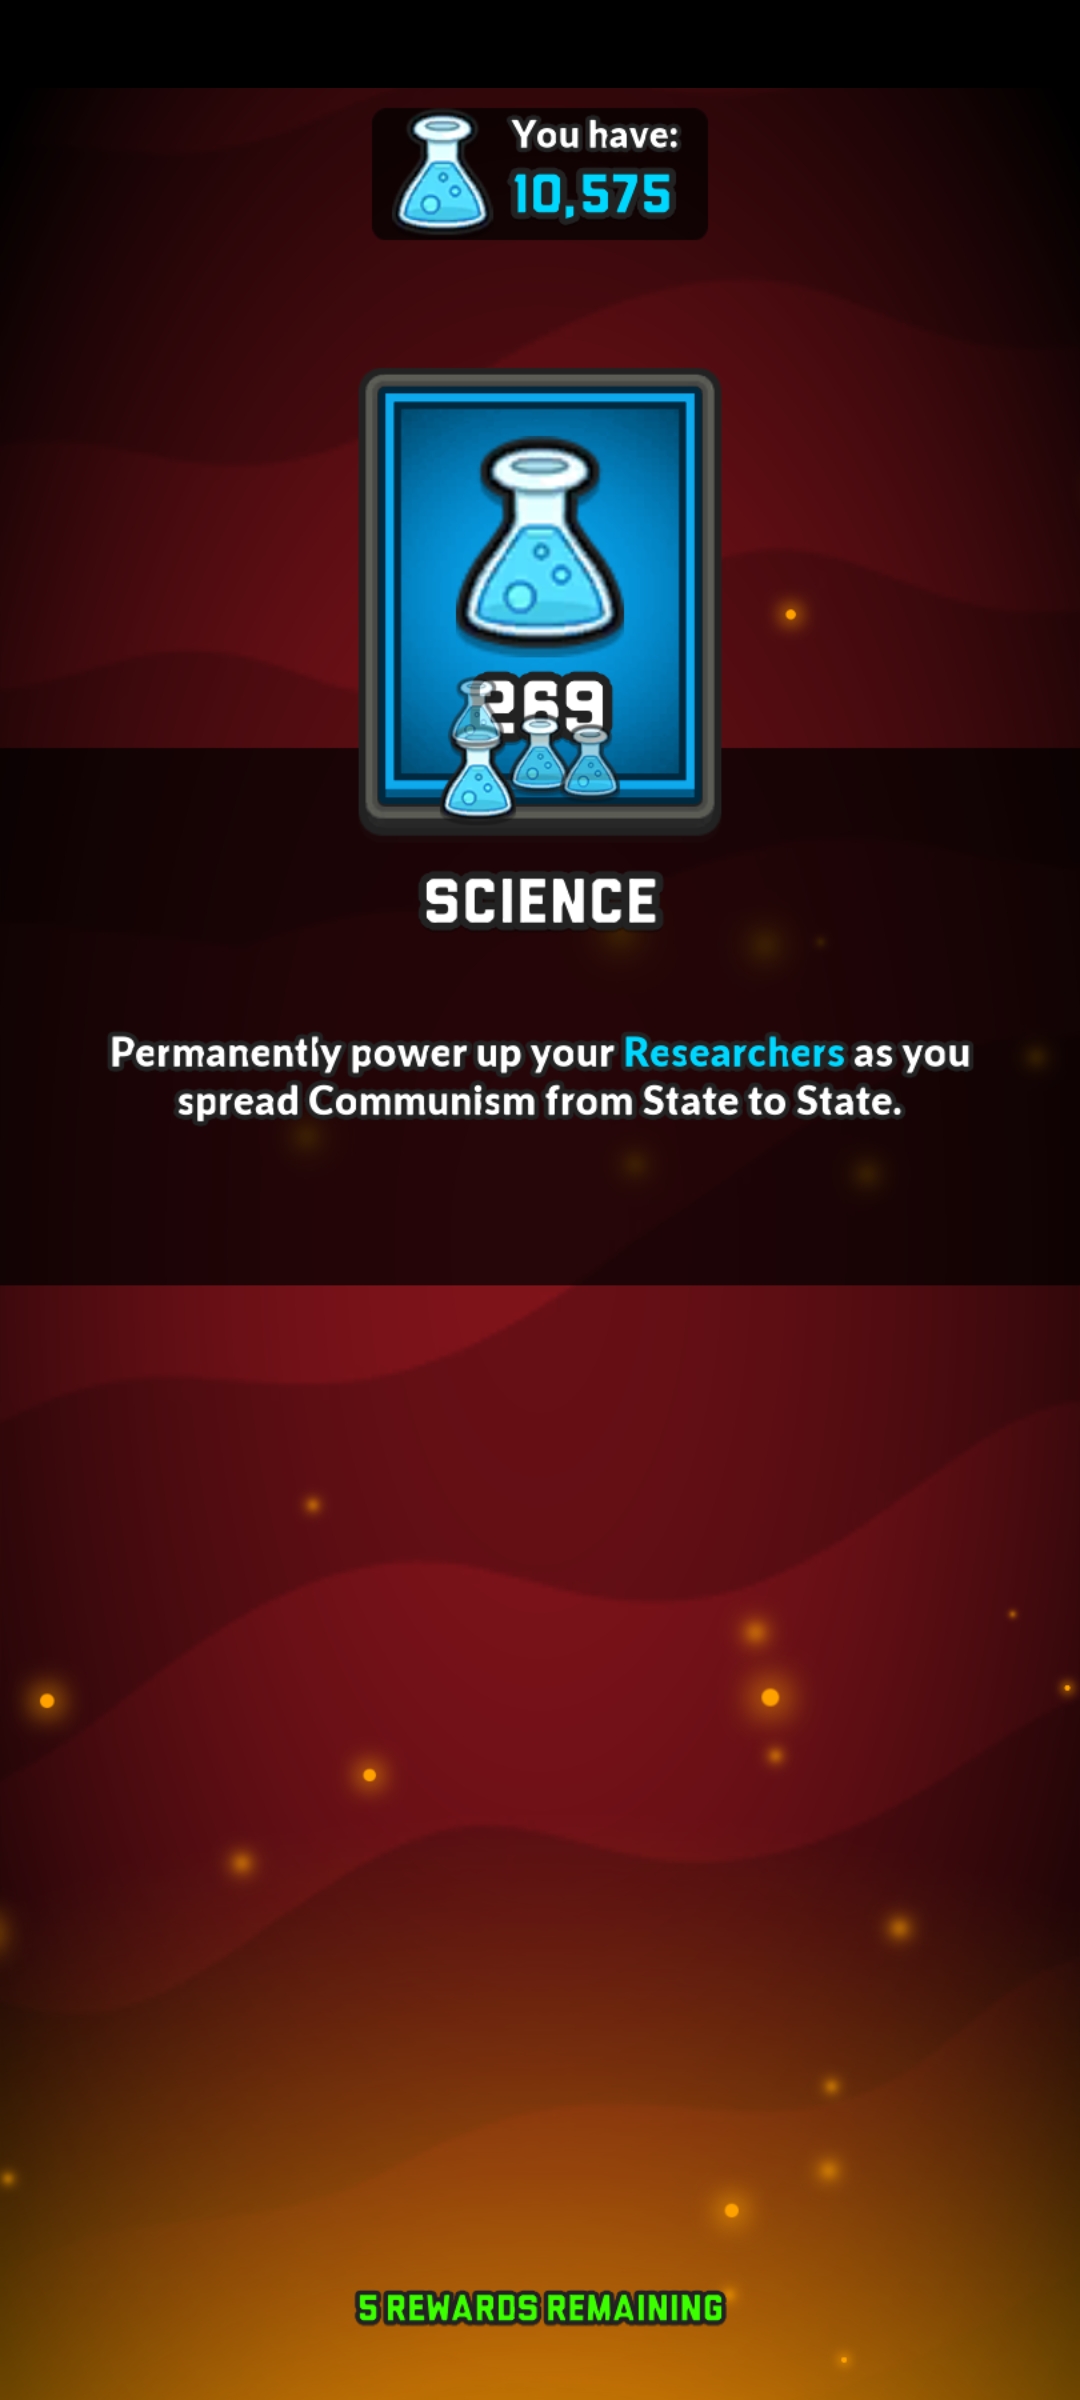 You have:
10,575
269
SCIENCE
Permanently power up your Researchers as you
spread Communism from State to State.
5 REWARDS REMAINING